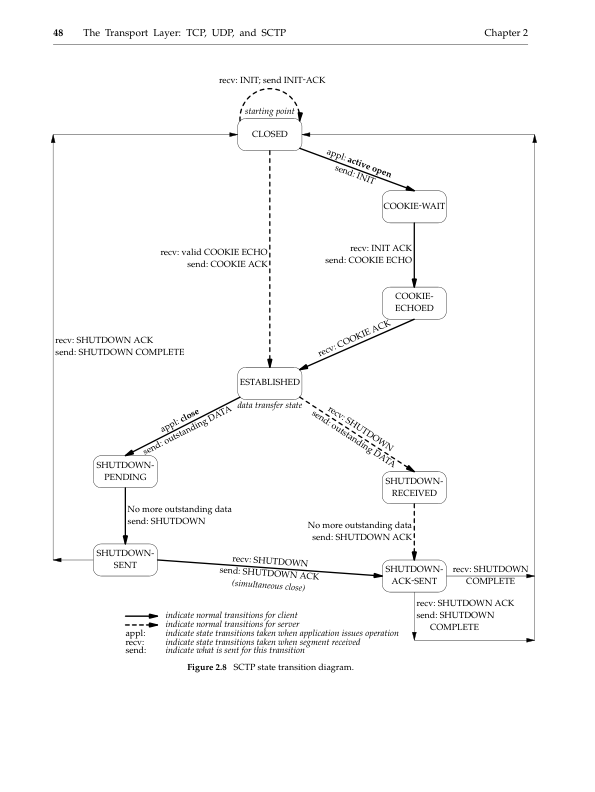 48 The Transport Layer: TCP, UDP, and SCTP Chapter 2
recv: INIT; send INIT-ACK
starting point
CLOSED
appl: active open
send: INIT
COOKIE-WAIT
recv: valid COOKIE ECHO
send: COOKIE ACK
recv: INIT ACK
send: COOKIE ECHO
COOKIE-
ECHOED
recv: COOKIE ACK
recv: SHUTDOWN ACK
send: SHUTDOWN COMPLETE
ESTABLISHED
data transfer state
appl: close
send: outstanding DATA
recv: SHUTDOWN
send: outstanding DATA
SHUTDOWN-
PENDING
SHUTDOWN-
RECEIVED
No more outstanding data
send: SHUTDOWN
No more outstanding data
send: SHUTDOWN ACK
SHUTDOWN-
SENT
recv: SHUTDOWN
send: SHUTDOWN ACK
(simultaneous close)
SHUTDOWN-
ACK-SENT
recv: SHUTDOWN
COMPLETE
recv: SHUTDOWN ACK
send: SHUTDOWN
COMPLETE
indicate normal transitions for client
indicate normal transitions for server
appl: indicate state transitions taken when application issues operation
recv: indicate state transitions taken when segment received
send: indicate what is sent for this transition
Figure 2.8 SCTP state transition diagram.